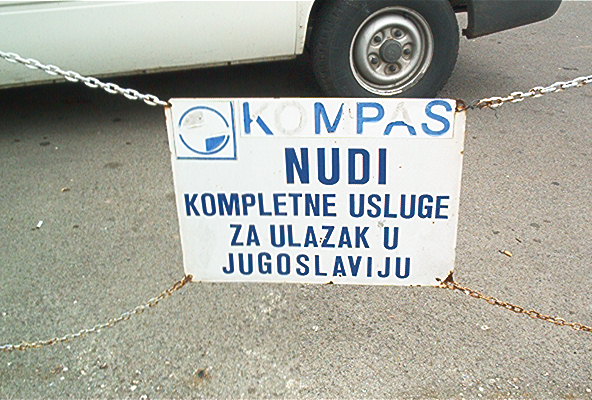 KOMPAS
NUDI
KOMPLETNE USLUGE
ZA ULAZAK U
JUGOSLAVIJU